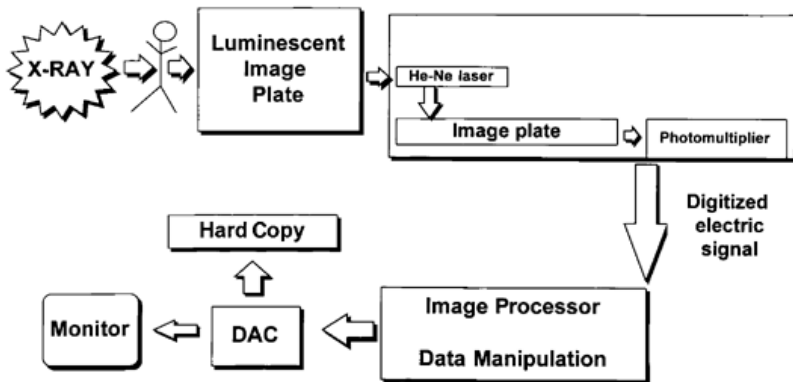 X-RAY
Luminescent
Image
Plate
He-Ne laser
Image plate
Photomultiplier
Digitized
electric
signal
Hard Copy
Monitor
DAC
Image Processor
Data Manipulation